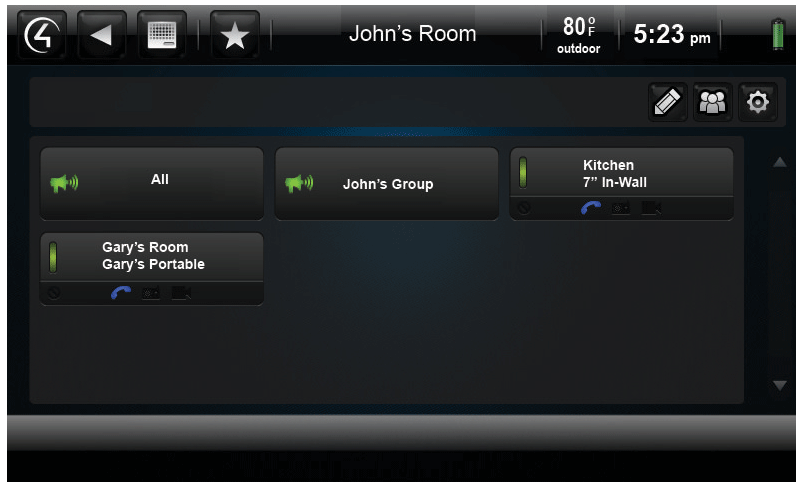 John's Room
80°F
outdoor
5:23 pm
All
John's Group
Kitchen
7” In-Wall
Gary's Room
Gary's Portable